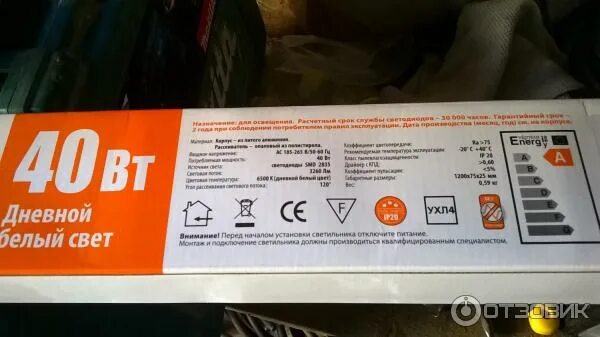 Назначение: для освещения. Расчетный срок службы светодиодов – 30 000 часов. Гарантийный срок –
2 года при соблюдении потребителем правил эксплуатации. Дата производства (месяц, год) см. на корпусе.
40 Вт
Дневной
белый свет
Материал: Корпус – из литого алюминия.
Рассеиватель – опаловый из полистирола.
Входное напряжение: AC 185-265 В/50-60 Гц
Потребляемая мощность: 40 Вт
Источник света: светодиоды SMD 2835
Световой поток: 3260 Лм
Цветовая температура: 6500 К (дневной белый цвет)
Угол рассеивания светового потока: 120°
Коэффициент цветопередачи: Ra >75
Рекомендуемая температура эксплуатации: -20° С +40° С
Класс пылевлагозащищенности: IP 20
Драйвер с КПД: >0,60
Коэффициент пульсации: <5%
Габаритные размеры: 1200х75х25 мм
Вес: 0,59 кг
CE
F
IP20
УХЛ4
Внимание! Перед началом установки светильника отключите питание.
Монтаж и подключение светильника должны производиться квалифицированным специалистом.
Energy
A
A
B
C
D
E
F
G
ОТЗОВИК